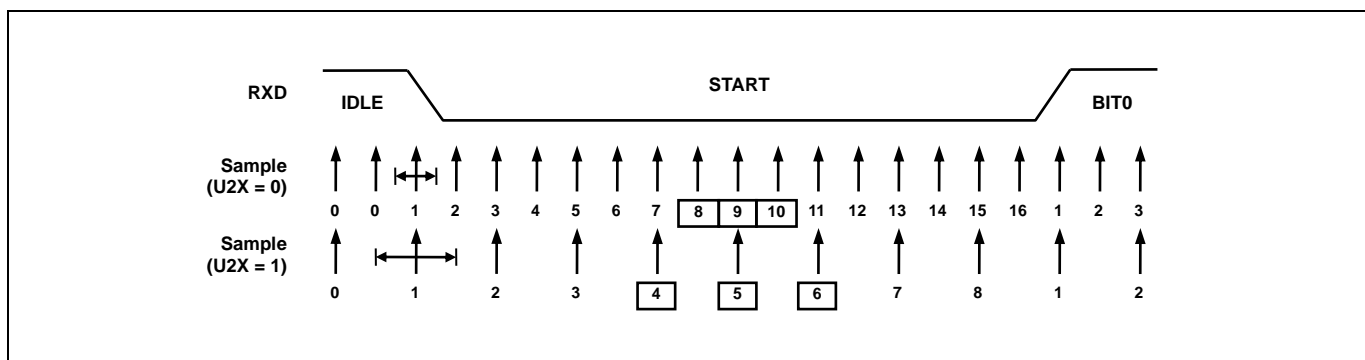 RXD
IDLE
START
BIT0
Sample
(U2X = 0)
0 0 1 2 3 4 5 6 7 8 9 10 11 12 13 14 15 16 1 2 3
Sample
(U2X = 1)
0 1 2 3 4 5 6 7 8 1 2